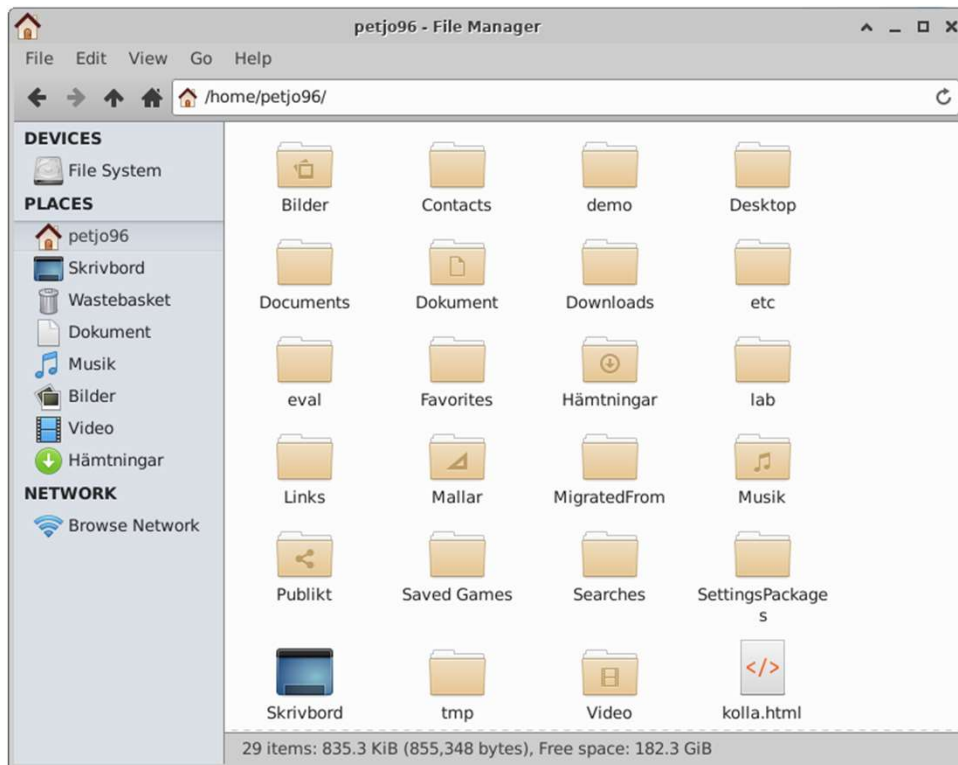 petjo96 - File Manager
File Edit View Go Help
/home/petjo96/
DEVICES
File System
PLACES
petjo96
Skrivbord
Wastebasket
Dokument
Musik
Bilder
Video
Hämtningar
NETWORK
Browse Network
Bilder Contacts demo Desktop
Documents Dokument Downloads etc
eval Favorites Hämtningar lab
Links Mallar MigratedFrom Musik
Publikt Saved Games Searches SettingsPackage
s
Skrivbord tmp Video </> kolla.html
29 items: 835.3 KiB (855,348 bytes), Free space: 182.3 GiB